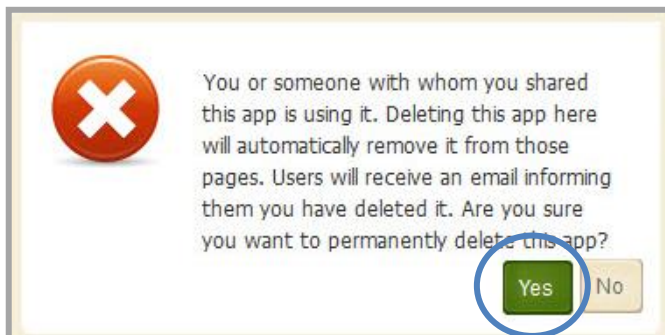 You or someone with whom you shared
this app is using it. Deleting this app here
will automatically remove it from those
pages. Users will receive an email informing
them you have deleted it. Are you sure
you want to permanently delete this app?
Yes No